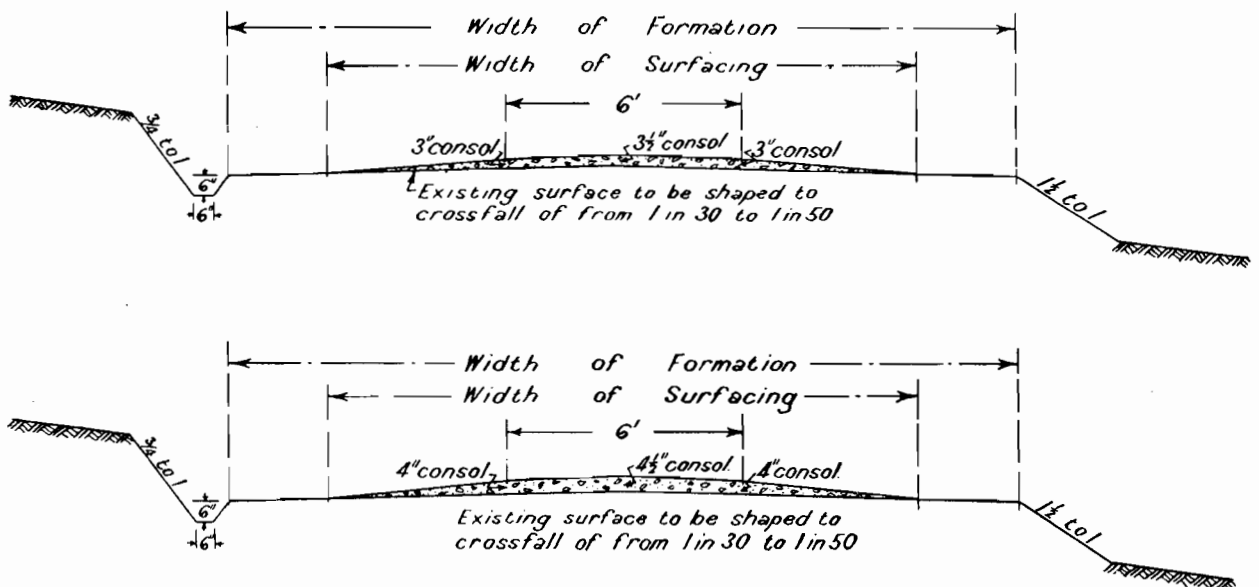 Width of Formation
Width of Surfacing
6'
3" consol. 3½" consol. 3" consol.
¾ to 1
6"
6"
Existing surface to be shaped to
crossfall of from 1 in 30 to 1 in 50
1½ to 1
Width of Formation
Width of Surfacing
6'
4" consol. 4½" consol. 4" consol.
¾ to 1
6"
6"
Existing surface to be shaped to
crossfall of from 1 in 30 to 1 in 50
1½ to 1